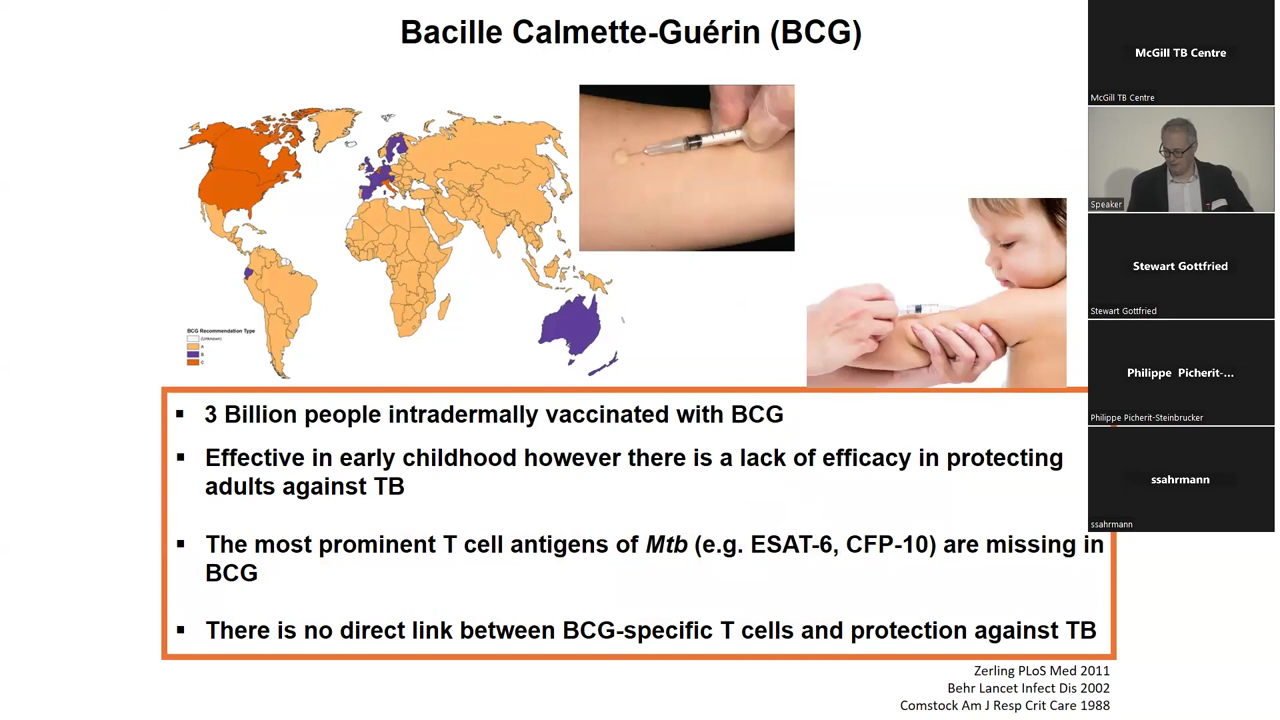 Bacille Calmette-Guérin (BCG)
BCG Recommendation Type
(Unknown)
A
B
C
▪ 3 Billion people intradermally vaccinated with BCG
▪ Effective in early childhood however there is a lack of efficacy in protecting
adults against TB
▪ The most prominent T cell antigens of Mtb (e.g. ESAT-6, CFP-10) are missing in
BCG
▪ There is no direct link between BCG-specific T cells and protection against TB
Zerling PLoS Med 2011
Behr Lancet Infect Dis 2002
Comstock Am J Resp Crit Care 1988
McGill TB Centre
McGill TB Centre
Speaker
Stewart Gottfried
Stewart Gottfried
Philippe Picherit-...
Philippe Picherit-Steinbrucker
ssahrmann
ssahrmann